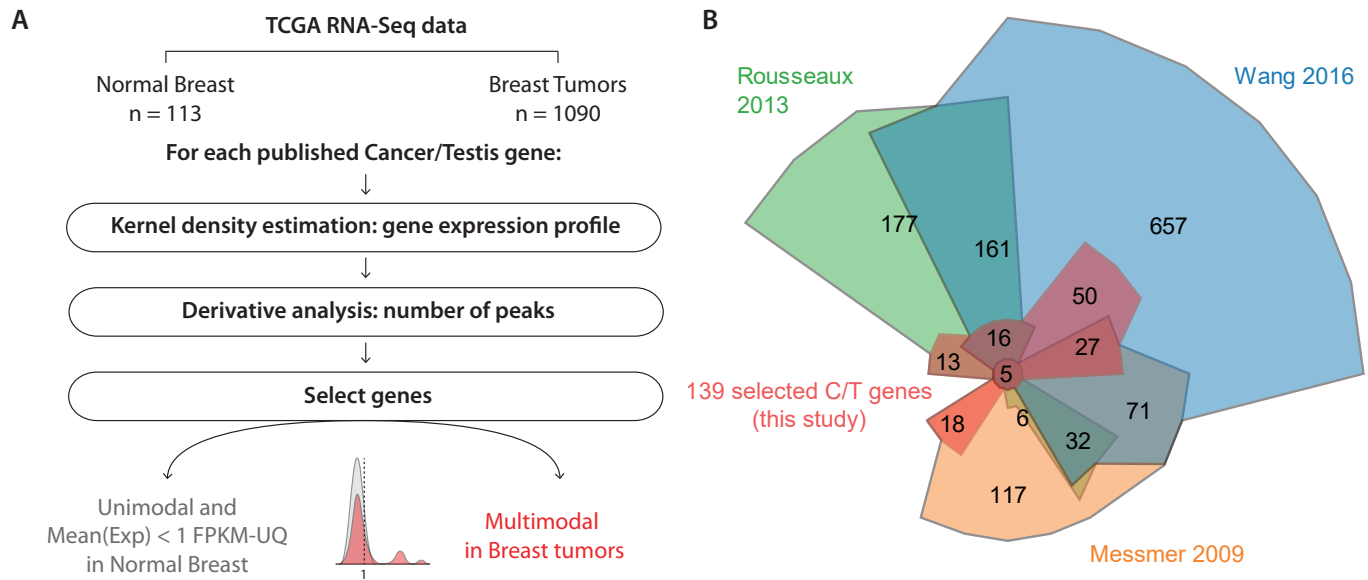 A
TCGA RNA-Seq data
Normal Breast
n = 113
Breast Tumors
n = 1090
For each published Cancer/Testis gene:
Kernel density estimation: gene expression profile
Derivative analysis: number of peaks
Select genes
Unimodal and
Mean(Exp) < 1 FPKM-UQ
in Normal Breast
1
Multimodal
in Breast tumors
B
Rousseaux
2013
Wang 2016
177
161
657
50
16
27
13
5
139 selected C/T genes
(this study)
18
6
32
71
117
Messmer 2009